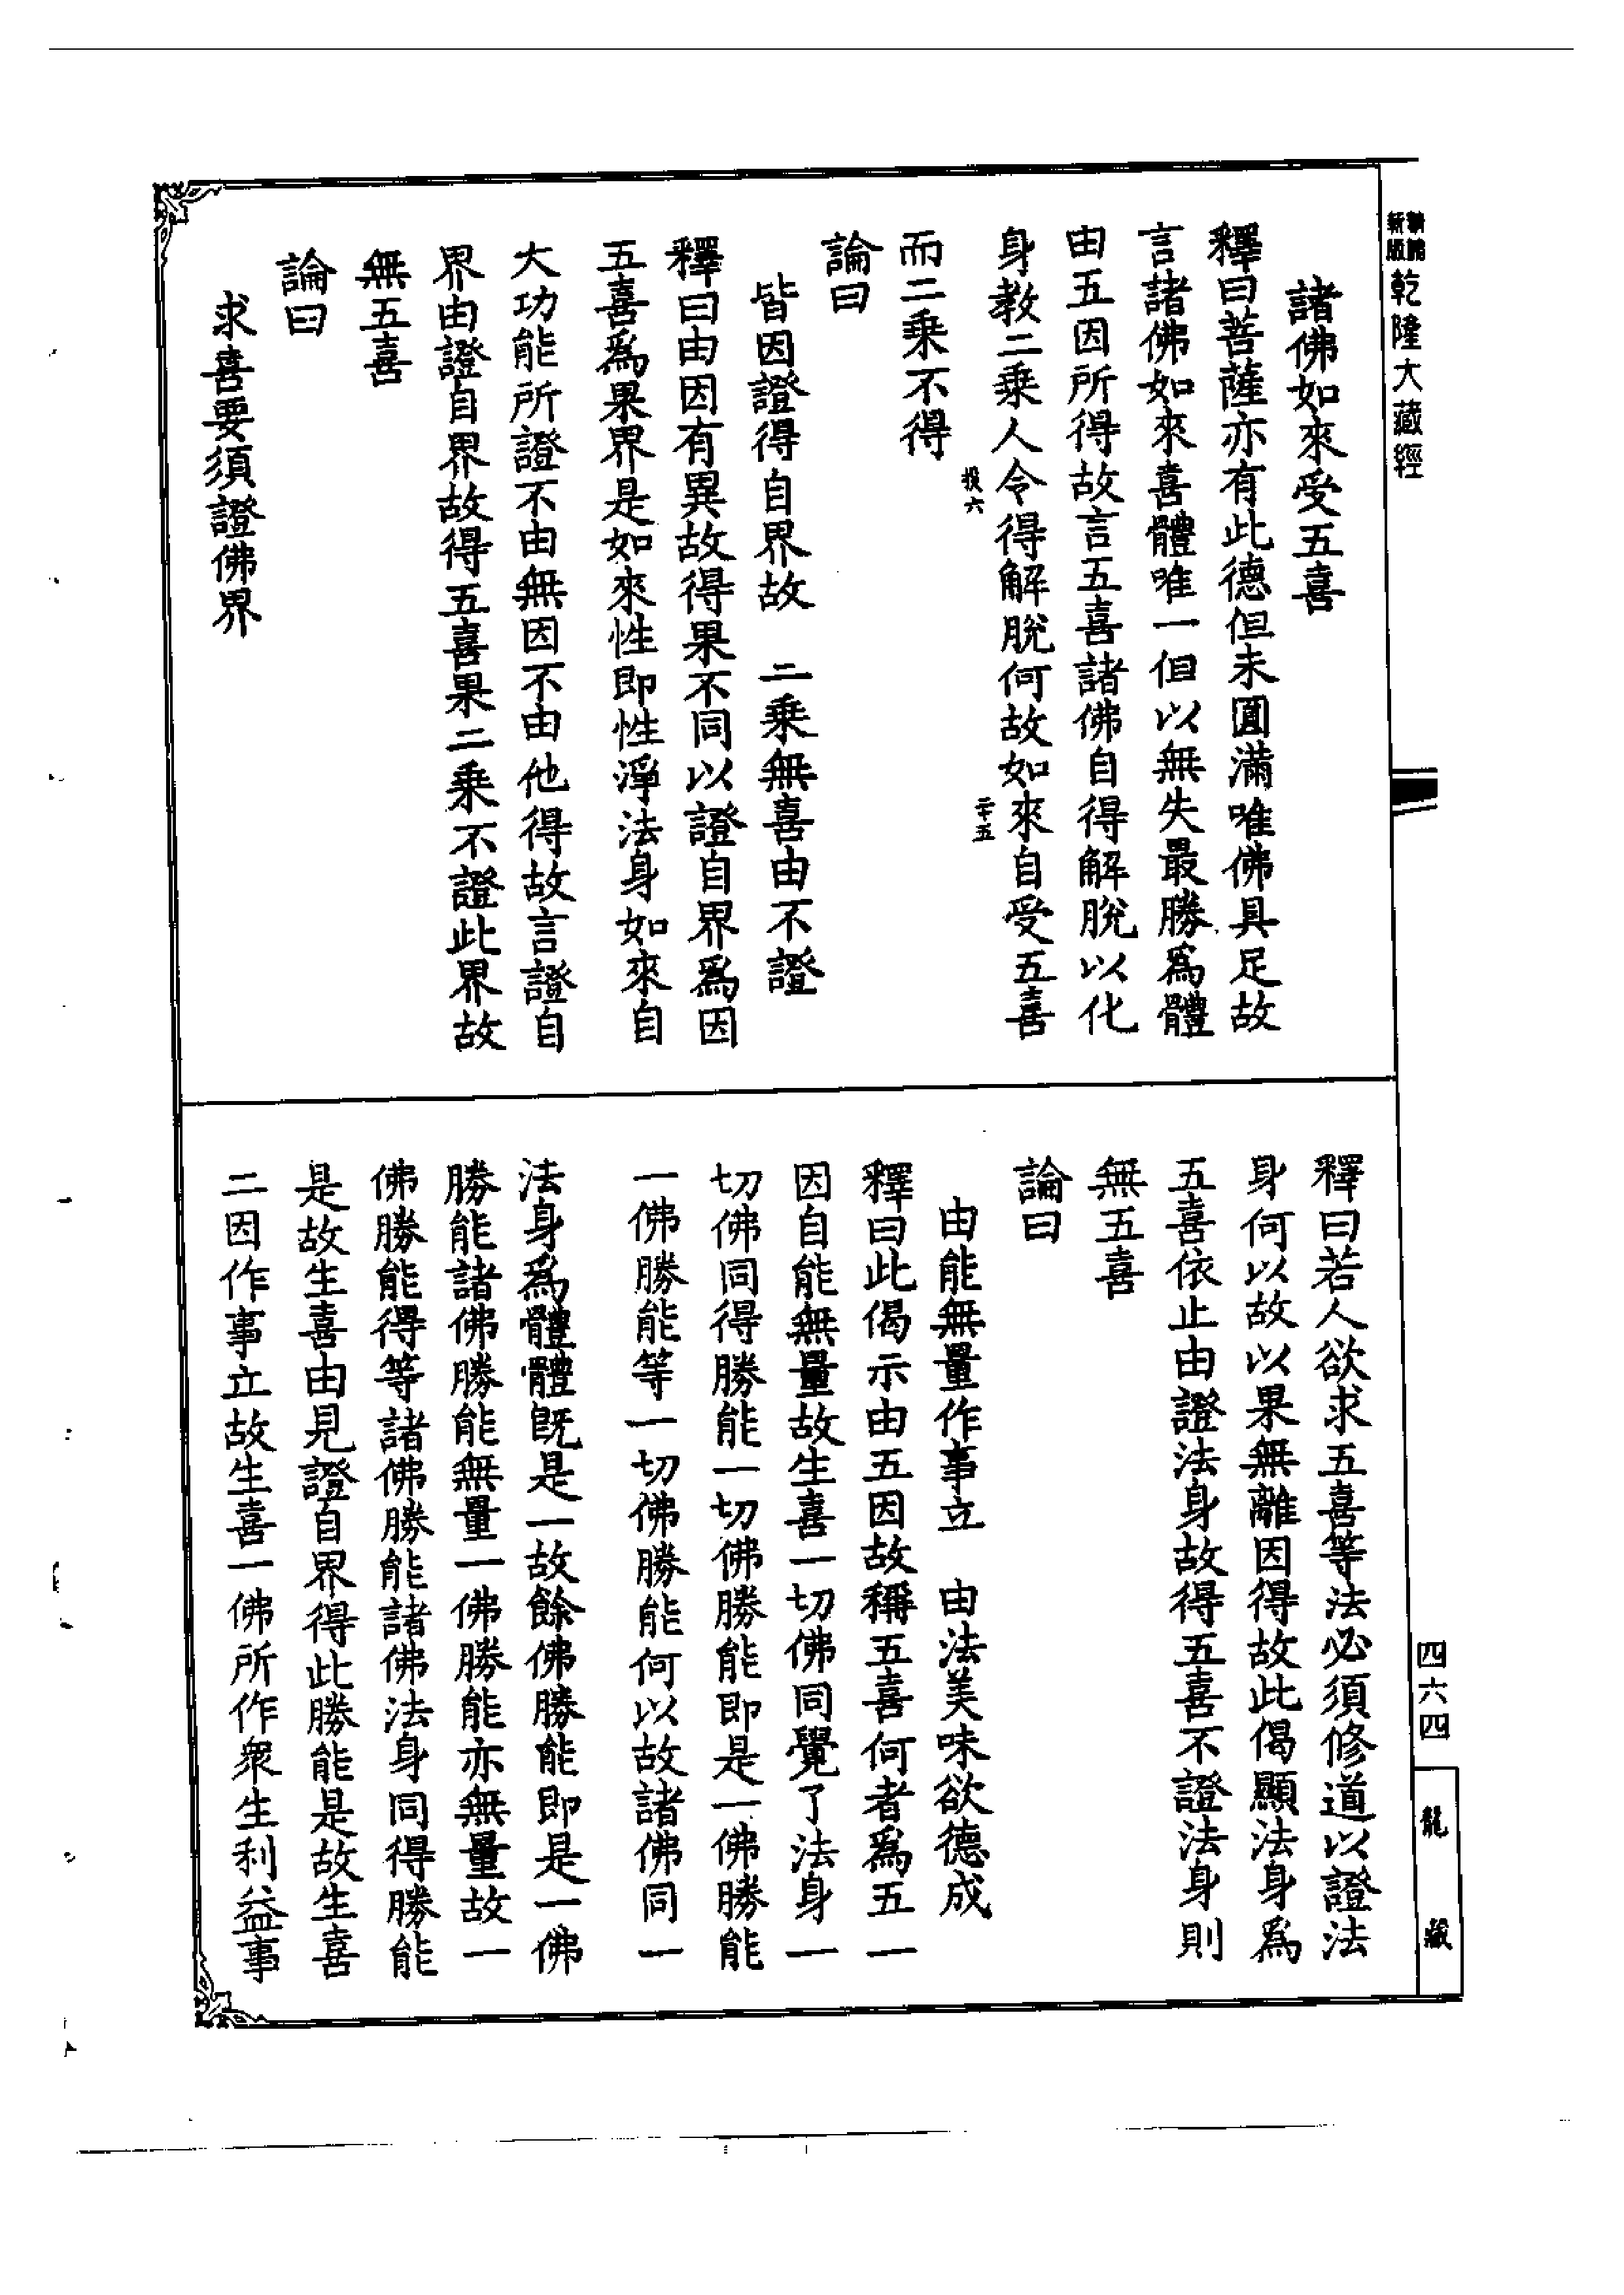 新版
乾隆大藏經
諸佛如來受五喜
釋曰菩薩亦有此德但未圓滿唯佛具足故
言諸佛如來喜體唯一但以無失最勝爲體
由五因所得故言五喜諸佛自得解脫以化
身教二乘人令得解脫何故如來自受五喜
投六
二十五
而二乘不得
論曰
皆因證得自界故　二乘無喜由不證
釋曰由因有異故得果不同以證自界爲因
五喜爲果界是如來性即性淨法身如來自
大功能所證不由無因不由他得故言證自
界由證自界故得五喜果二乘不證此界故
無五喜
論曰
求喜要須證佛界
釋曰若人欲求五喜等法必須修道以證法
身何以故以果無離因得故此偈顯法身爲
五喜依止由證法身故得五喜不證法身則
無五喜
論曰
由能無量作事立　由法美味欲德成
釋曰此偈示由五因故稱五喜何者爲五一
因自能無量故生喜一切佛同覺了法身一
切佛同得勝能一切佛勝能即是一佛勝能
一佛勝能等一切佛勝能何以故諸佛同一
法身爲體體既是一故餘佛勝能即是一佛
勝能諸佛勝能無量一佛勝能亦無量故一
佛勝能得等諸佛勝能諸佛法身同得勝能
是故生喜由見證自界得此勝能是故生喜
二因作事立故生喜一佛所作衆生利益事
四六四
龍藏